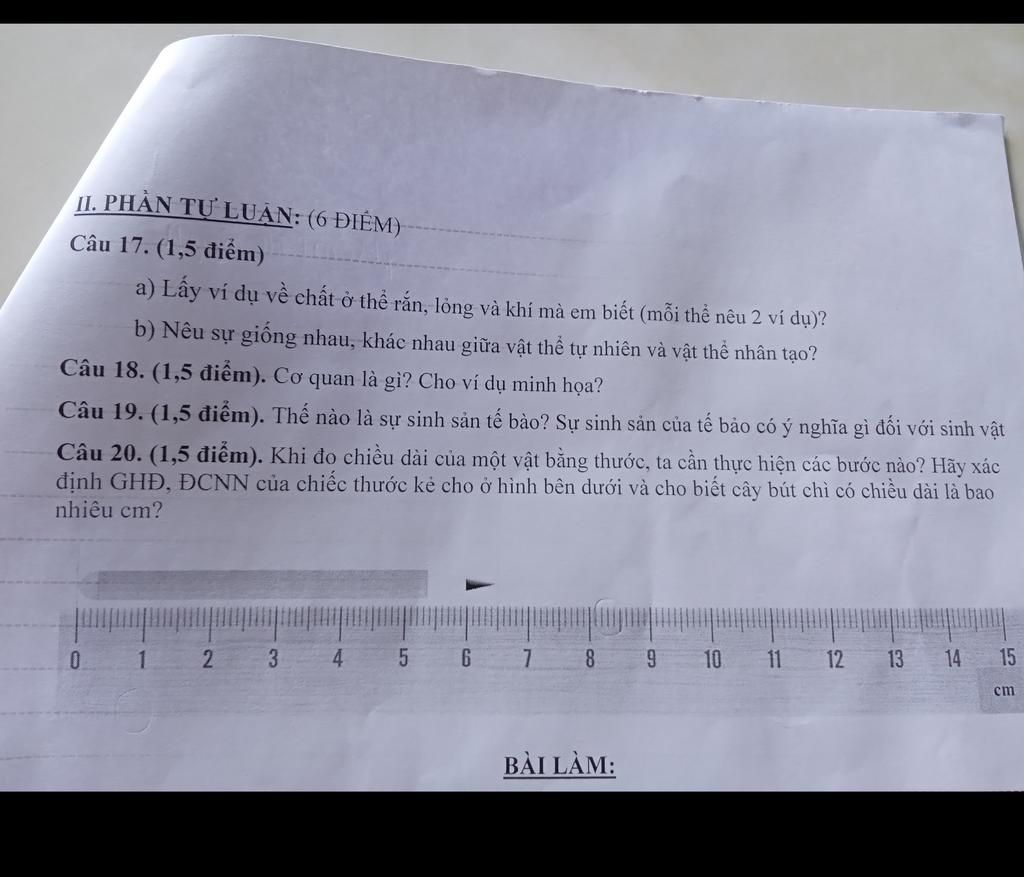 II. PHẦN TỰ LUẬN: (6 ĐIỂM)
Câu 17. (1,5 điểm)
a) Lấy ví dụ về chất ở thể rắn, lỏng và khí mà em biết (mỗi thể nêu 2 ví dụ)?
b) Nêu sự giống nhau, khác nhau giữa vật thể tự nhiên và vật thể nhân tạo?
Câu 18. (1,5 điểm). Cơ quan là gì? Cho ví dụ minh họa?
Câu 19. (1,5 điểm). Thế nào là sự sinh sản tế bào? Sự sinh sản của tế bảo có ý nghĩa gì đối với sinh vật
Câu 20. (1,5 điểm). Khi đo chiều dài của một vật bằng thước, ta cần thực hiện các bước nào? Hãy xác
định GHĐ, ĐCNN của chiếc thước kẻ cho ở hình bên dưới và cho biết cây bút chì có chiều dài là bao
nhiêu cm?
0 1 2 3 4 5 6 7 8 9 10 11 12 13 14 15
cm
BÀI LÀM: